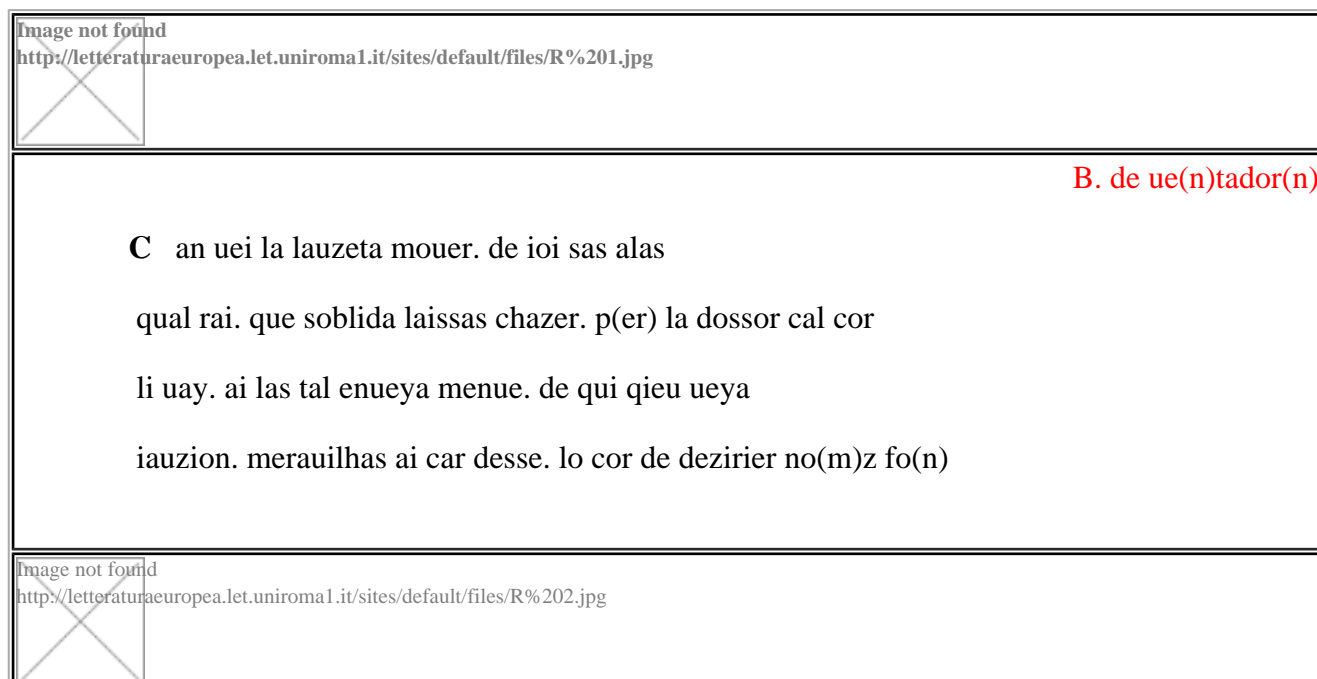 Image not found
http://letteraturaeuropea.let.uniroma1.it/sites/default/files/R%201.jpg
B. de ue(n)tador(n)
C an uei la lauzeta mouer. de ioi sas alas
qual rai. que soblida laissas chazer. p(er) la dossor cal cor
li uay. ai las tal enueya menue. de qui qieu ueya
iauzion. merauilhas ai car desse. lo cor de dezirier no(m)z fo(n)
Image not found
http://letteraturaeuropea.let.uniroma1.it/sites/default/files/R%202.jpg